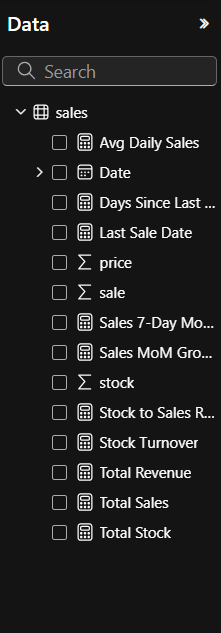 Data
Search
sales
Avg Daily Sales
Date
Days Since Last ...
Last Sale Date
price
sale
Sales 7-Day Mo...
Sales MoM Gro...
stock
Stock to Sales R...
Stock Turnover
Total Revenue
Total Sales
Total Stock